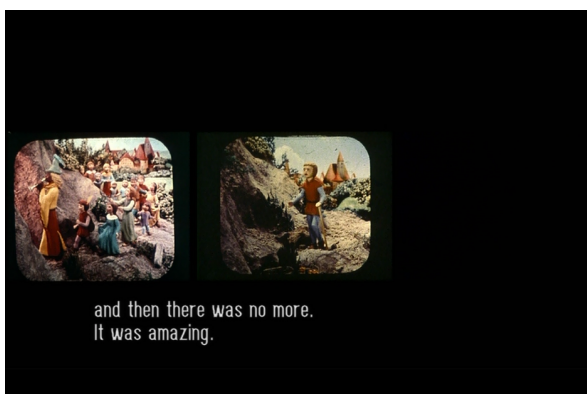 and then there was no more.
It was amazing.